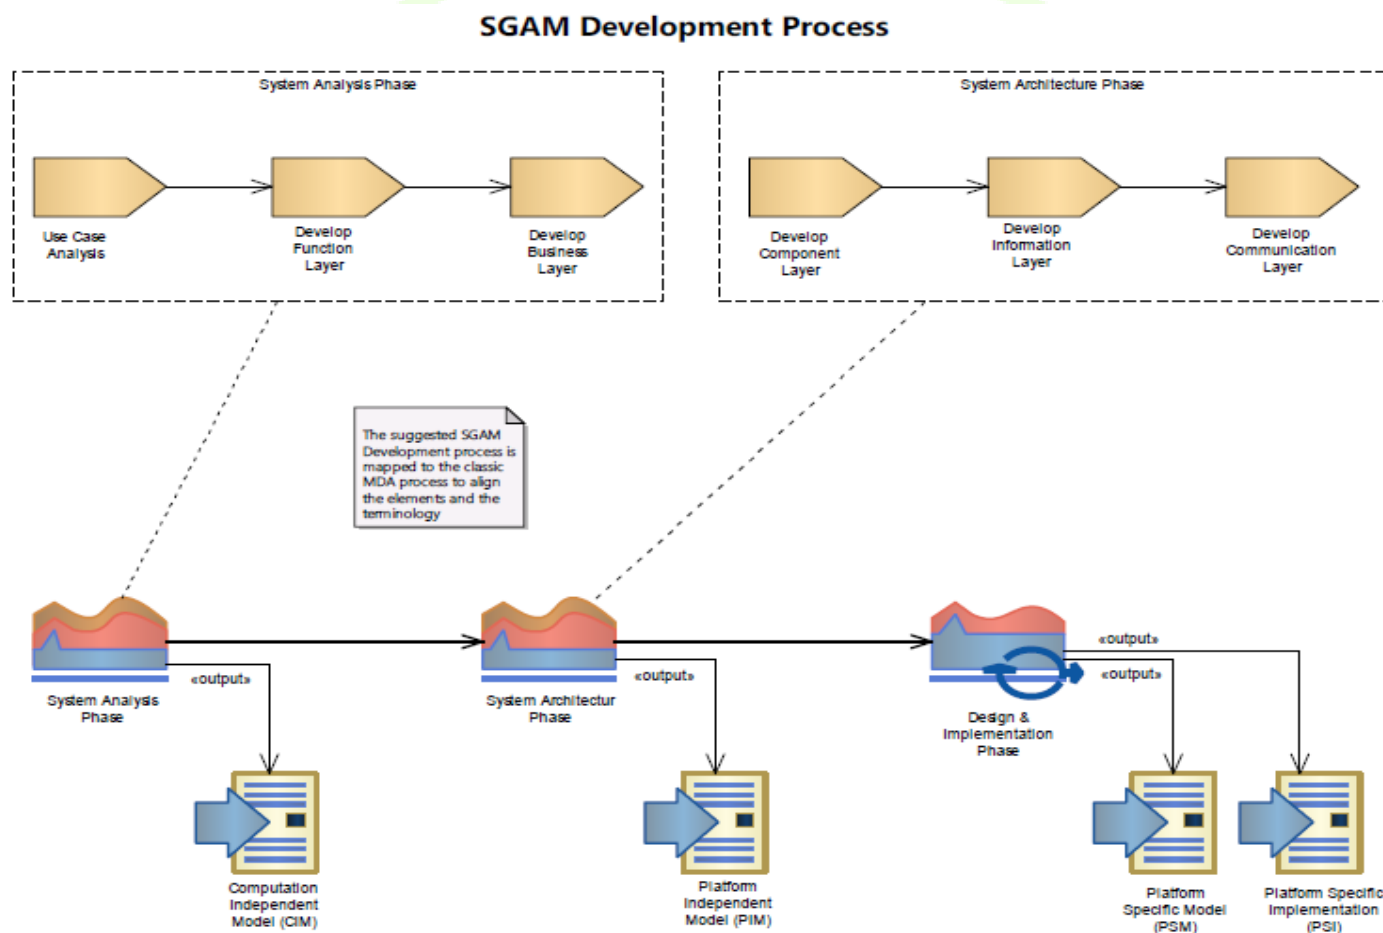 SGAM Development Process
System Analysis Phase
Use Case
Analysis
Develop
Function
Layer
Develop
Business
Layer
System Architecture Phase
Develop
Component
Layer
Develop
Information
Layer
Develop
Communication
Layer
The suggested SGAM
Development process is
mapped to the classic
MDA process to align
the elements and the
terminology
System Analysis
Phase
«output»
System Architectur
Phase
«output»
Design &
Implementation
Phase
«output»
«output»
Computation
Independent
Model (CIM)
Platform
Independent
Model (PIM)
Platform
Specific Model
(PSM)
Platform Specific
Implementation
(PSI)